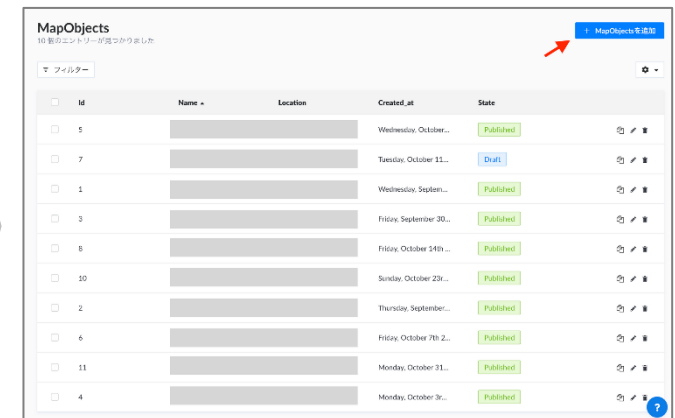 MapObjects
10 個のエントリーが見つかりました
+ MapObjectsを追加
フィルター
Id Name Location Created_at State
5 Wednesday, October... Published
7 Tuesday, October 11... Draft
1 Wednesday, Septem... Published
3 Friday, September 30... Published
8 Friday, October 14th ... Published
10 Sunday, October 23r... Published
2 Thursday, September... Published
6 Friday, October 7th 2... Published
11 Monday, October 31... Published
4 Monday, October 3r... Published
?